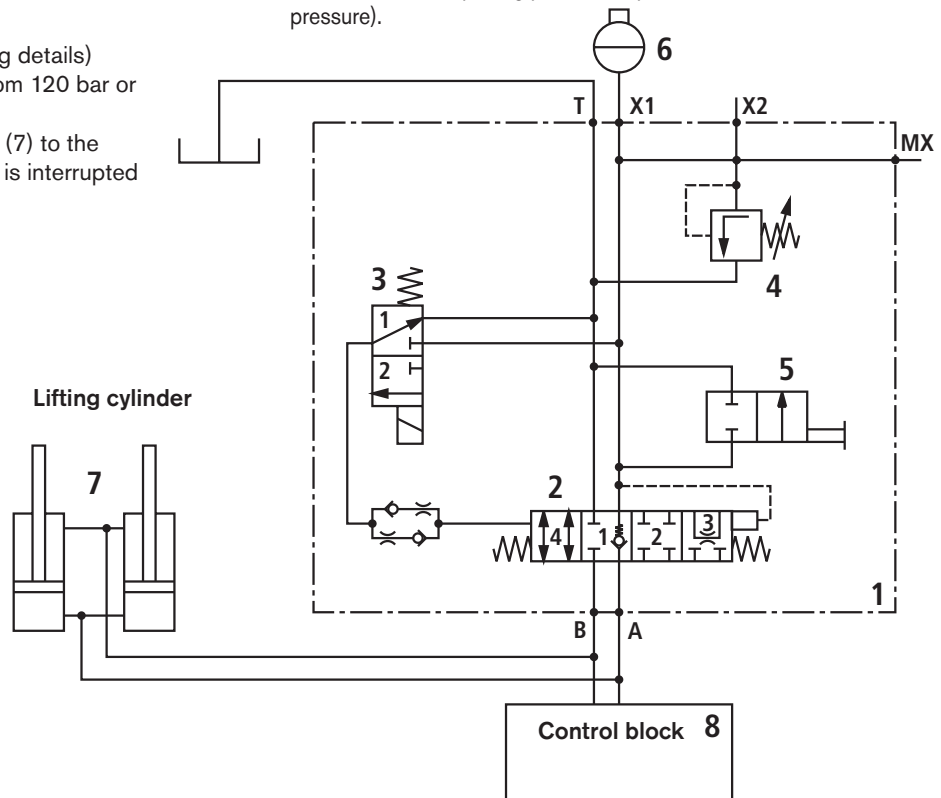 pressure).
g details)
om 120 bar or
(7) to the
is interrupted
6
T
X1
X2
MX
3
1
2
4
5
Lifting cylinder
7
2
4
1
2
3
1
B
A
Control block 8